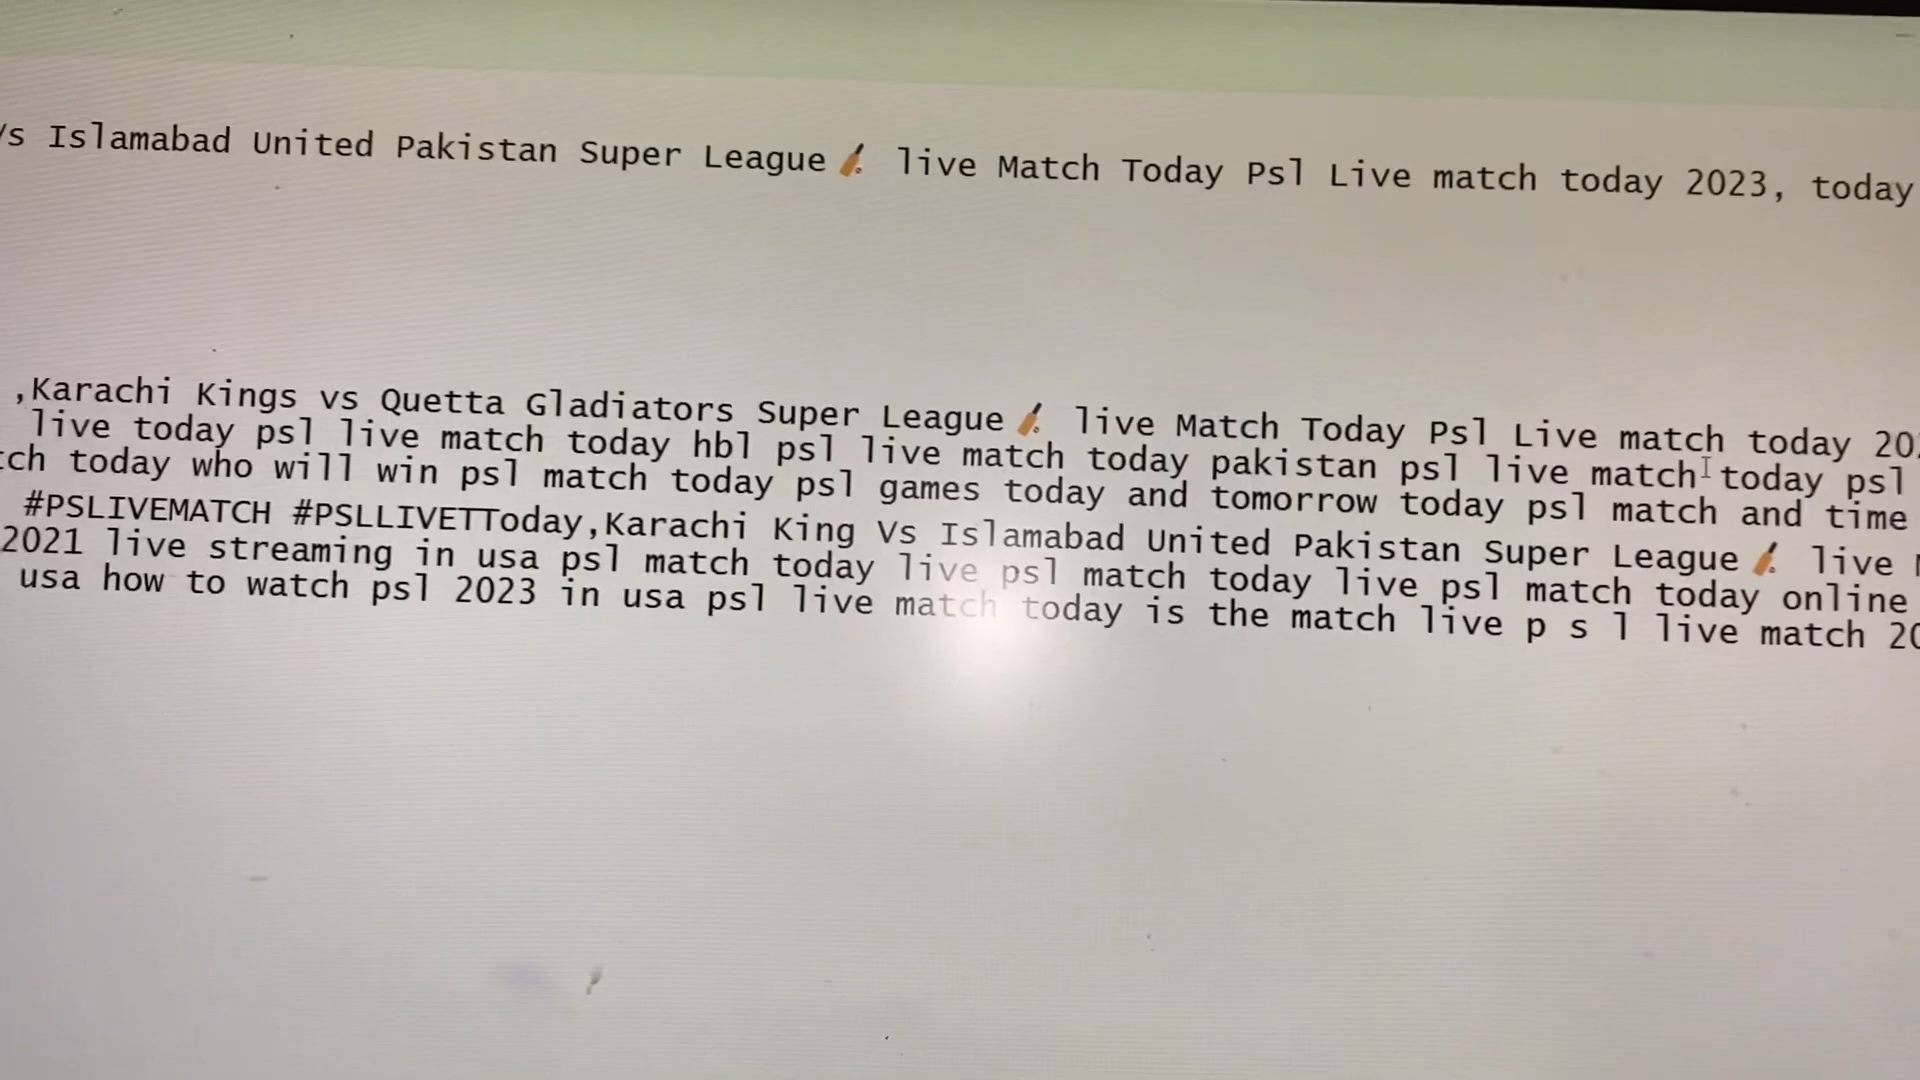 Vs Islamabad United Pakistan Super League🏏 live Match Today Psl Live match today 2023, today
,Karachi Kings vs Quetta Gladiators Super League🏏 live Match Today Psl Live match today
live today psl live match today hbl psl live match today pakistan psl live match today psl
today who will win psl match today psl games today and tomorrow today psl match and time
#PSLIVEMATCH #PSLLIVETToday,Karachi King Vs Islamabad United Pakistan Super League🏏 live
2021 live streaming in usa psl match today live psl match today live psl match today online
usa how to watch psl 2023 in usa psl live match today is the match live p s l live match